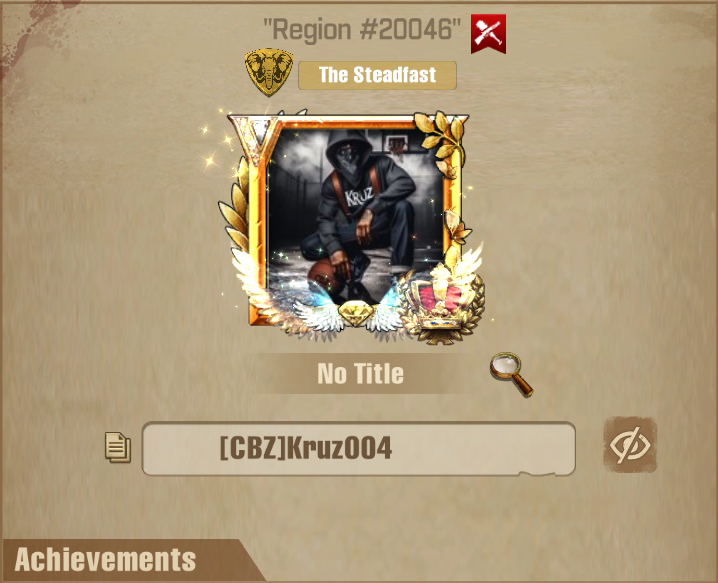 "Region #20046"
The Steadfast
KRUZ
No Title
[CBZ]Kruz004
Achievements